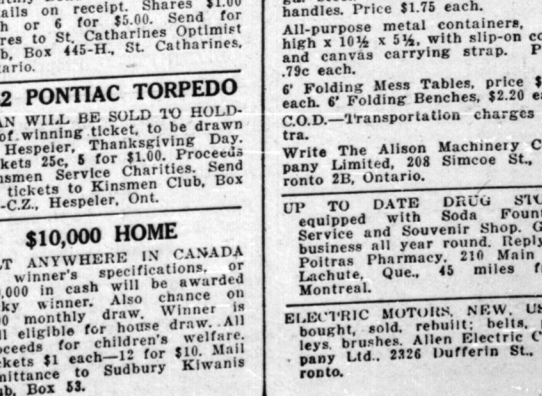 ails on receipt. Shares $1.00
h or 6 for $5.00. Send for
res to St. Catharines Optimist
b, Box 445-H., St. Catharines,
ario.
2 PONTIAC TORPEDO
AN WILL BE SOLD TO HOLD-
of winning ticket, to be drawn
Hespeler, Thanksgiving Day.
kets 25c, 5 for $1.00. Proceeds
nsmen Service Charities. Send
tickets to Kinsmen Club, Box
-C.Z., Hespeler, Ont.
$10,000 HOME
LT ANYWHERE IN CANADA
winner's specifications, or
,000 in cash will be awarded
ky winner. Also chance on
0 monthly draw. Winner is
ll eligible for house draw. All
ceeds for children's welfare.
kets $1 each—12 for $10. Mail
mittance to Sudbury Kiwanis
ub, Box 53.
handles. Price $1.75 each.
All-purpose metal containers,
high x 10½ x 5½, with slip-on co
and canvas carrying strap. P
.79c each.
6' Folding Mess Tables, price $
each. 6' Folding Benches, $2.20 e
C.O.D.—Transportation charges
tra.
Write The Alison Machinery C
pany Limited, 208 Simcoe St.,
ronto 2B, Ontario.
UP TO DATE DRUG STO
equipped with Soda Foun
Service and Souvenir Shop. G
business all year round. Reply
Poitras Pharmacy, 210 Main
Lachute, Que., 45 miles f
Montreal.
ELECTRIC MOTORS, NEW, US
bought, sold, rebuilt; belts, p
leys, brushes. Allen Electric C
pany Ltd., 2326 Dufferin St.,
ronto.